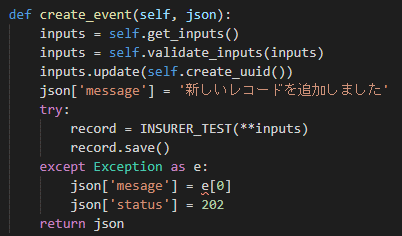 def create_event(self, json):
    inputs = self.get_inputs()
    inputs = self.validate_inputs(inputs)
    inputs.update(self.create_uuid())
    json['message'] = '新しいレコードを追加しました'
    try:
        record = INSURER_TEST(**inputs)
        record.save()
    except Exception as e:
        json['mesage'] = e[0]
        json['status'] = 202
    return json